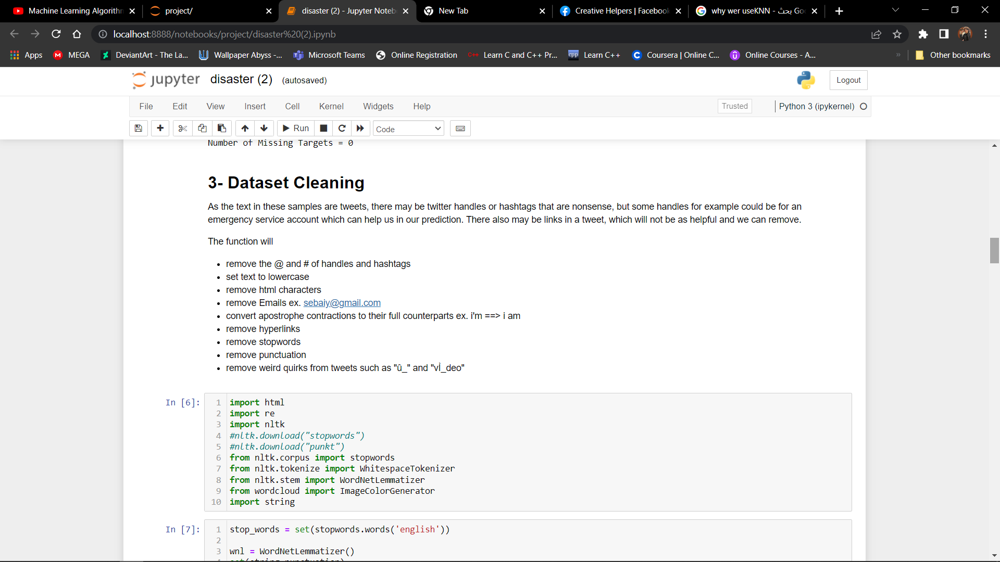 Machine Learning Algorithm
project/
disaster (2) - Jupyter Noteb
New Tab
Creative Helpers | Facebook
why wer useKNN - بحث Go
localhost:8888/notebooks/project/disaster%20(2).ipynb
Apps
MEGA
DeviantArt - The La...
Wallpaper Abyss -...
Microsoft Teams
Online Registration
Learn C and C++ Pr...
Learn C++
Coursera | Online C...
Online Courses - A...
»
Other bookmarks
jupyter disaster (2) (autosaved)
Logout
File Edit View Insert Cell Kernel Widgets Help
Trusted
Python 3 (ipykernel)
Run
Code
Number of Missing Targets = 0
3- Dataset Cleaning
As the text in these samples are tweets, there may be twitter handles or hashtags that are nonsense, but some handles for example could be for an
emergency service account which can help us in our prediction. There also may be links in a tweet, which will not be as helpful and we can remove.
The function will
• remove the @ and # of handles and hashtags
• set text to lowercase
• remove html characters
• remove Emails ex. sebaiy@gmail.com
• convert apostrophe contractions to their full counterparts ex. i'm ==> i am
• remove hyperlinks
• remove stopwords
• remove punctuation
• remove weird quirks from tweets such as "û_" and "vÌ_deo"
In [6]:
1 import html
2 import re
3 import nltk
4 #nltk.download("stopwords")
5 #nltk.download("punkt")
6 from nltk.corpus import stopwords
7 from nltk.tokenize import WhitespaceTokenizer
8 from nltk.stem import WordNetLemmatizer
9 from wordcloud import ImageColorGenerator
10 import string
In [7]:
1 stop_words = set(stopwords.words('english'))
2
3 wnl = WordNetLemmatizer()